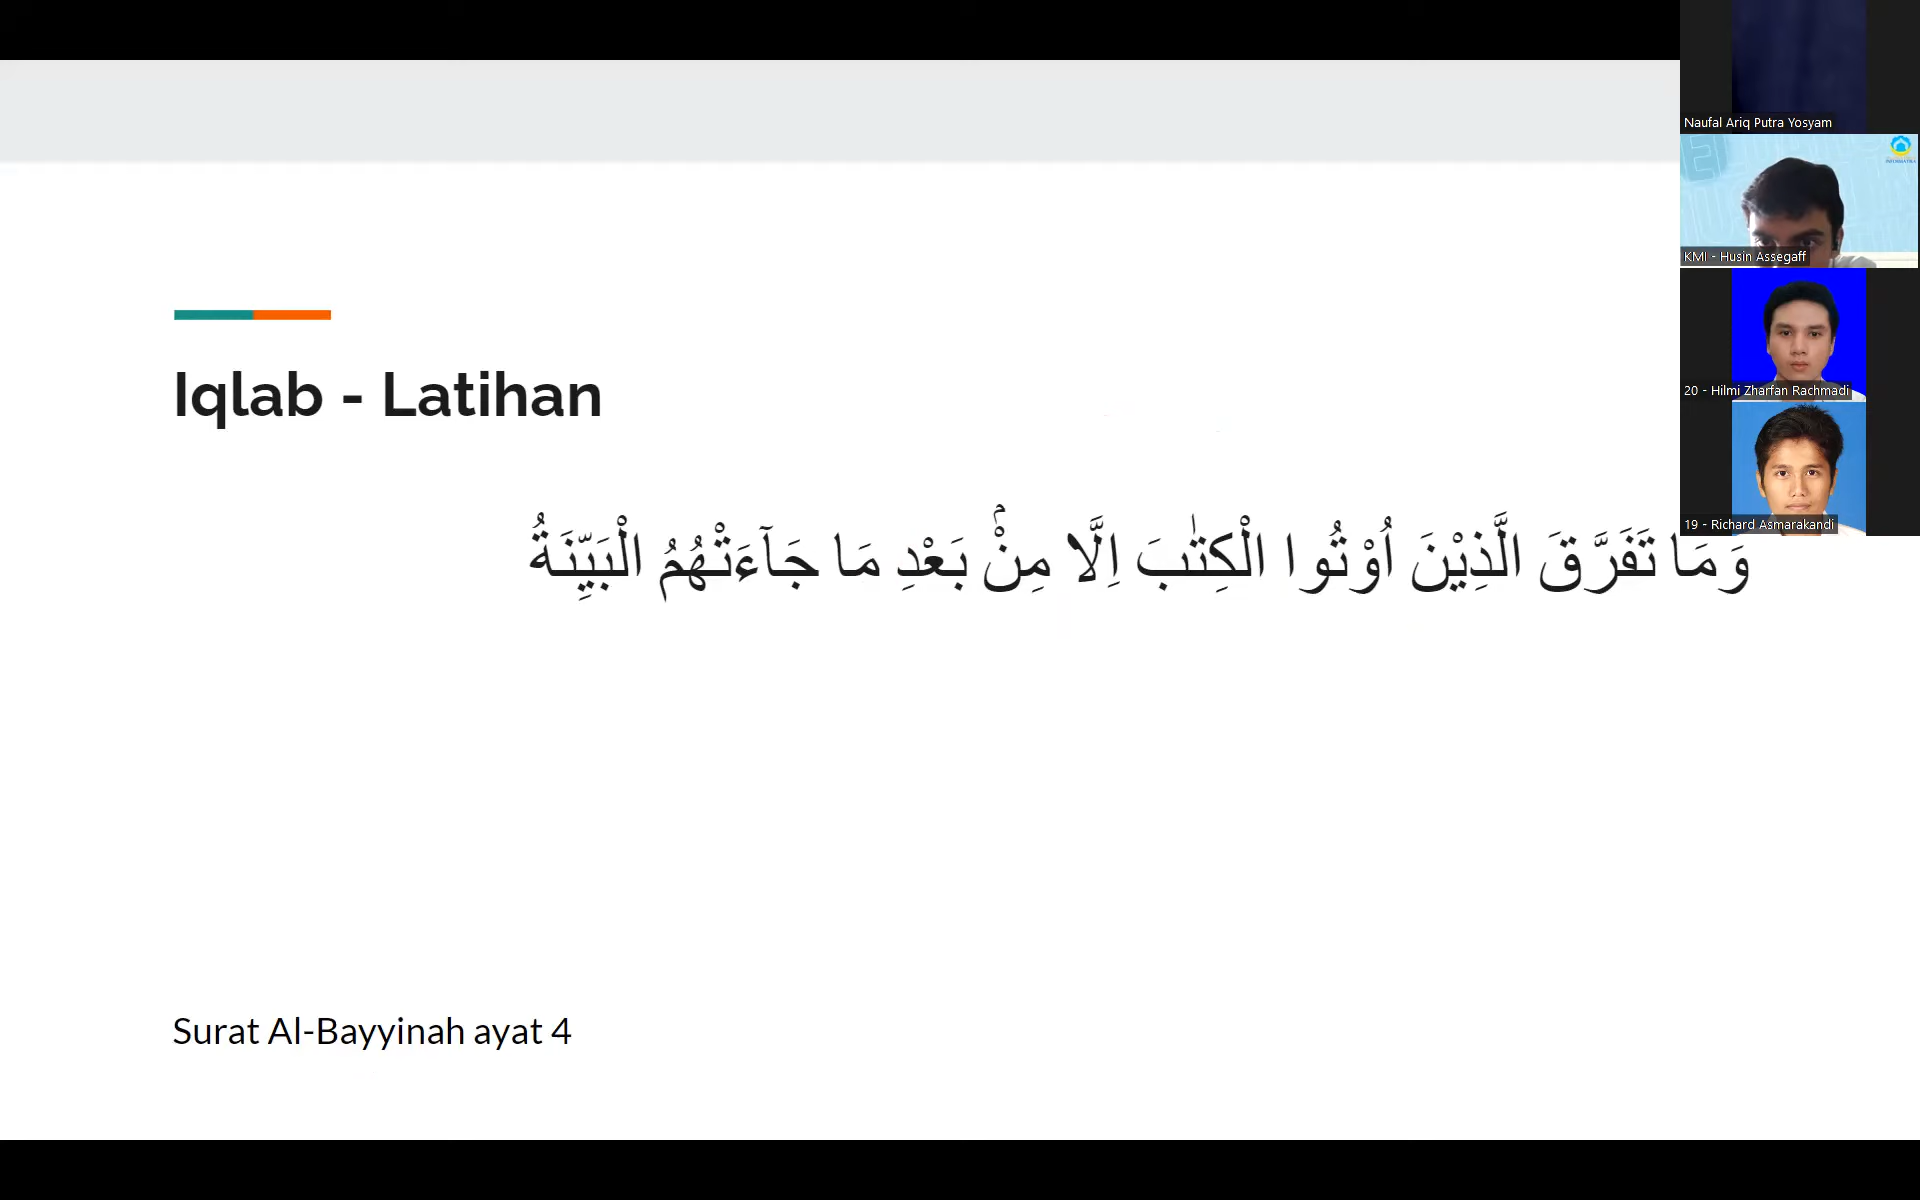 Naufal Ariq Putra Yosyam
KMI - Husin Assegaff
20 - Hilmi Zharfan Rachmadi
19 - Richard Asmarakandi
Iqlab - Latihan
وَمَا تَفَرَّقَ الَّذِيْنَ اُوْتُوا الْكِتٰبَ اِلَّا مِنْۢ بَعْدِ مَا جَآءَتْهُمُ الْبَيِّنَةُ
Surat Al-Bayyinah ayat 4